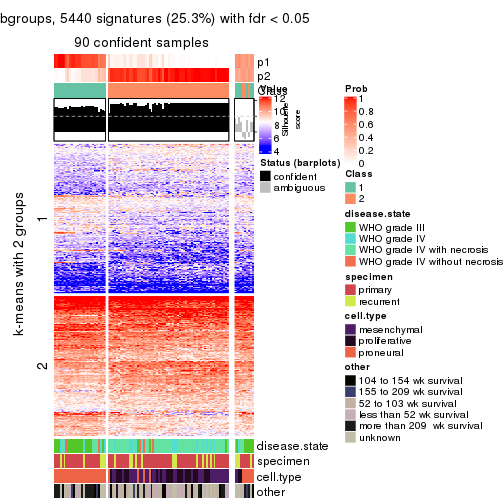 bgroups, 5440 signatures (25.3%) with fdr < 0.05
90 confident samples
p1
p2
Class
Silhouette
score
k-means with 2 groups
1
2
disease.state
specimen
cell.type
other
Value
12
10
8
6
4
Status (barplots)
confident
ambiguous
Prob
1
0.8
0.6
0.4
0.2
0
Class
1
2
disease.state
WHO grade III
WHO grade IV
WHO grade IV with necrosis
WHO grade IV without necrosis
specimen
primary
recurrent
cell.type
mesenchymal
proliferative
proneural
other
104 to 154 wk survival
155 to 209 wk survival
52 to 103 wk survival
less than 52 wk survival
more than 209 wk survival
unknown